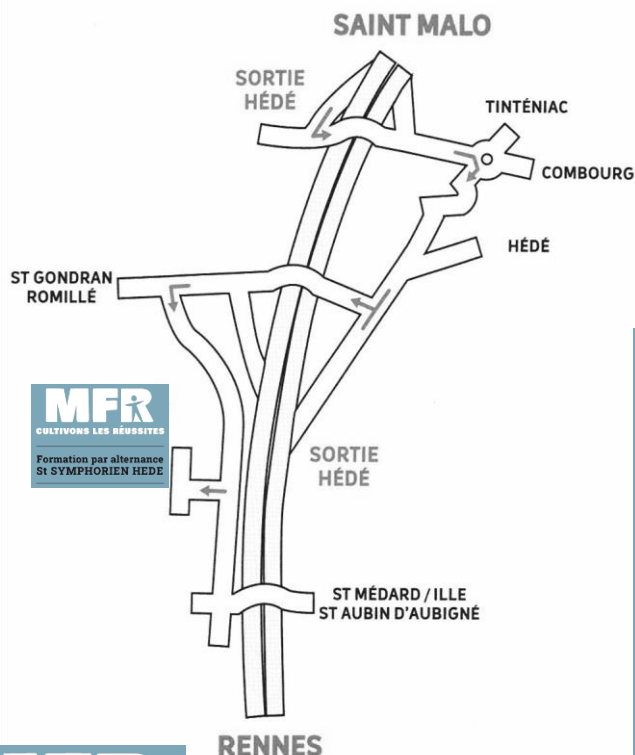 SAINT MALO
SORTIE
HÉDÉ
TINTÉNIAC
COMBOURG
HÉDÉ
ST GONDRAN
ROMILLÉ
MFR
CULTIVONS LES RÉUSSITES
Formation par alternance
St SYMPHORIEN HEDE
SORTIE
HÉDÉ
ST MÉDARD / ILLE
ST AUBIN D'AUBIGNÉ
RENNES